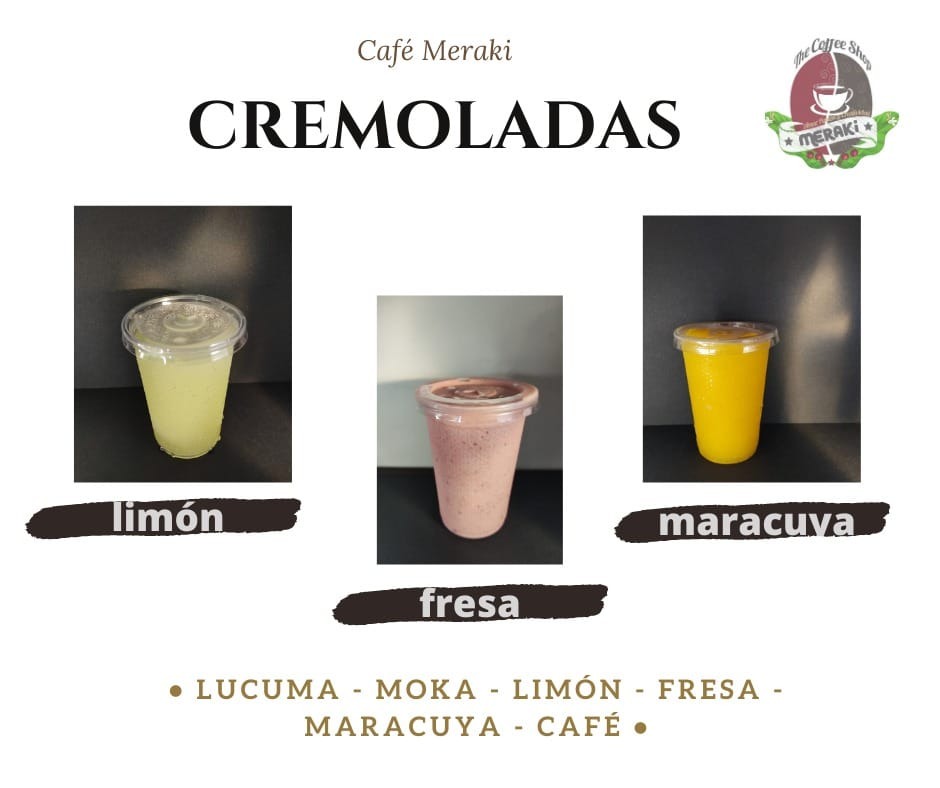 Café Meraki
CREMOLADAS
The Coffee Shop
MERAKI
limón
maracuya
fresa
• LUCUMA - MOKA - LIMÓN - FRESA -
MARACUYA - CAFÉ •